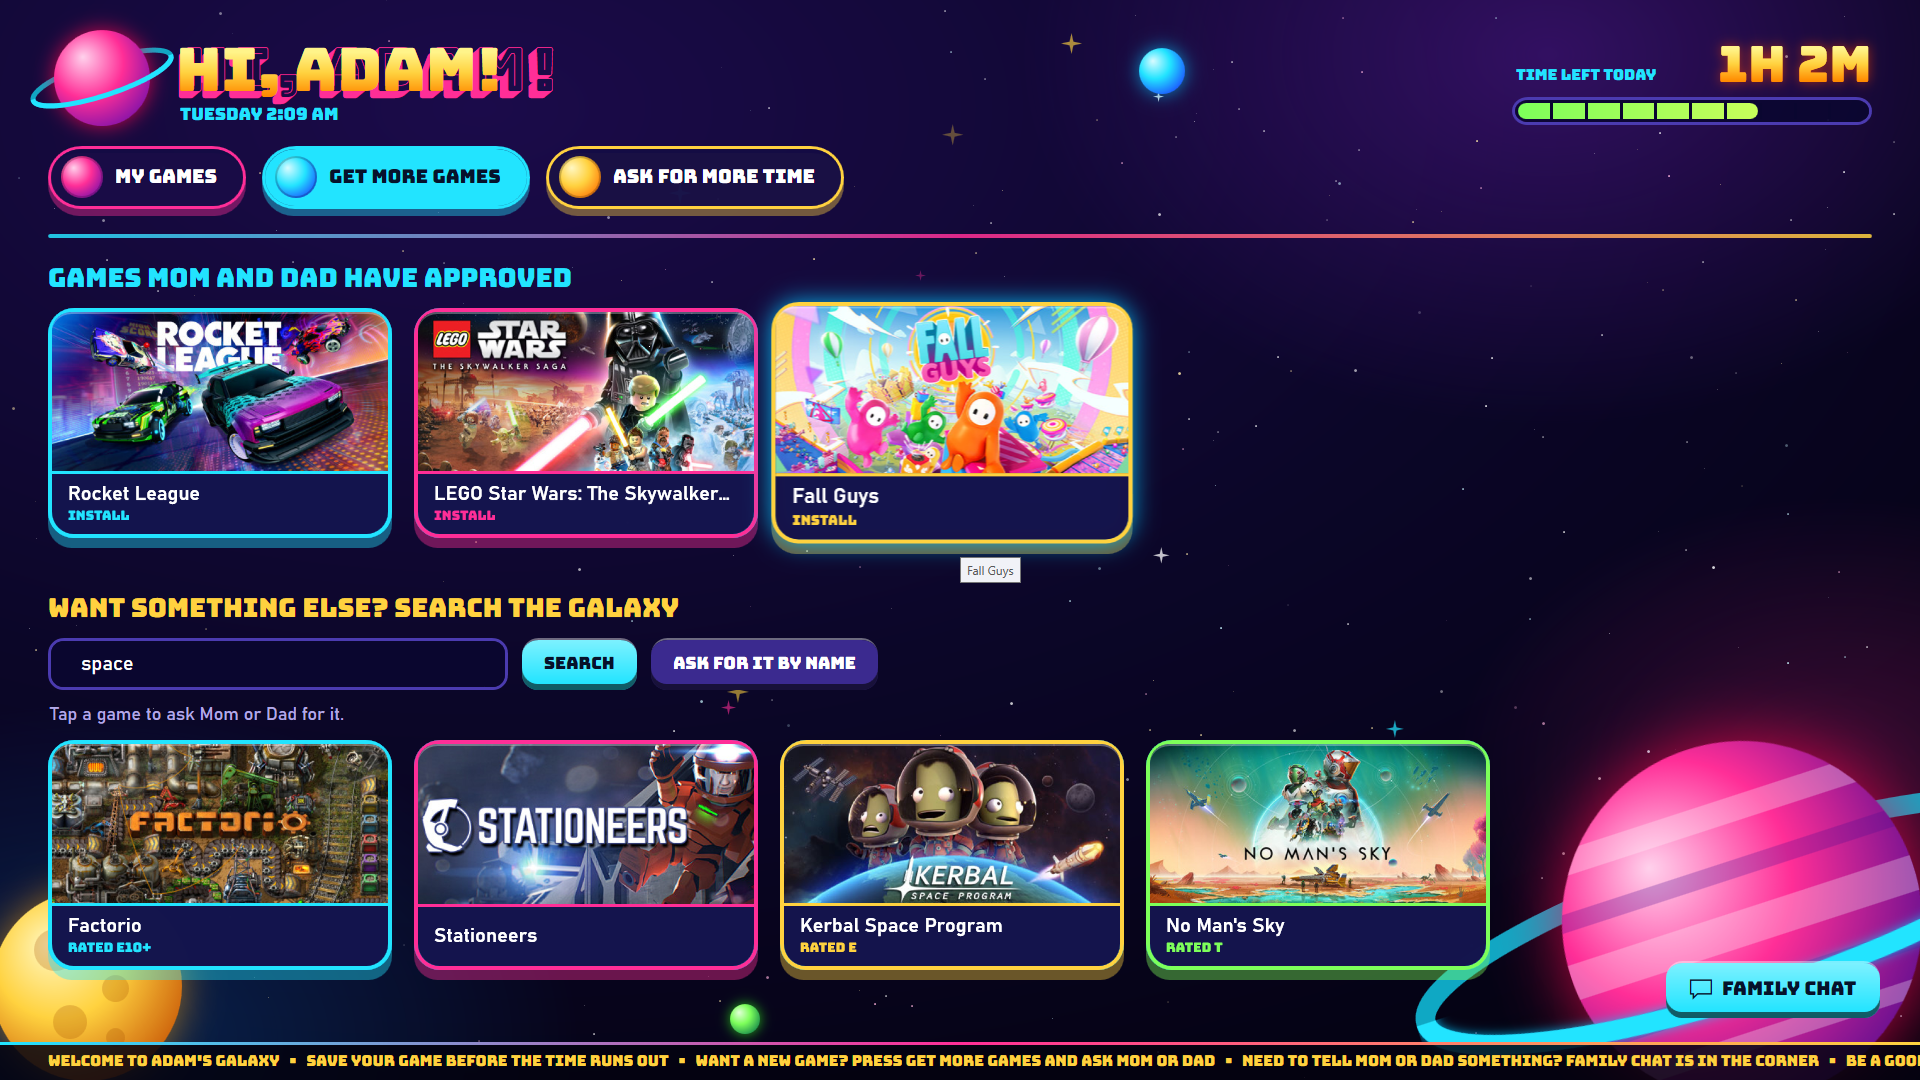 HI, ADAM!
TUESDAY 2:09 AM
TIME LEFT TODAY
1H 2M
MY GAMES
GET MORE GAMES
ASK FOR MORE TIME
GAMES MOM AND DAD HAVE APPROVED
ROCKET
LEAGUE
LEGO STAR WARS
THE SKYWALKER SAGA
FALL
GUYS
Rocket League
INSTALL
LEGO Star Wars: The Skywalker...
INSTALL
Fall Guys
INSTALL
Fall Guys
WANT SOMETHING ELSE? SEARCH THE GALAXY
space
SEARCH
ASK FOR IT BY NAME
Tap a game to ask Mom or Dad for it.
FACTORIO
STATIONEERS
KERBAL
SPACE PROGRAM
NO MAN'S SKY
Factorio
RATED E10+
Stationeers
Kerbal Space Program
RATED E
No Man's Sky
RATED T
FAMILY CHAT
WELCOME TO ADAM'S GALAXY ▪ SAVE YOUR GAME BEFORE THE TIME RUNS OUT ▪ WANT A NEW GAME? PRESS GET MORE GAMES AND ASK MOM OR DAD ▪ NEED TO TELL MOM OR DAD SOMETHING? FAMILY CHAT IS IN THE CORNER ▪ BE A